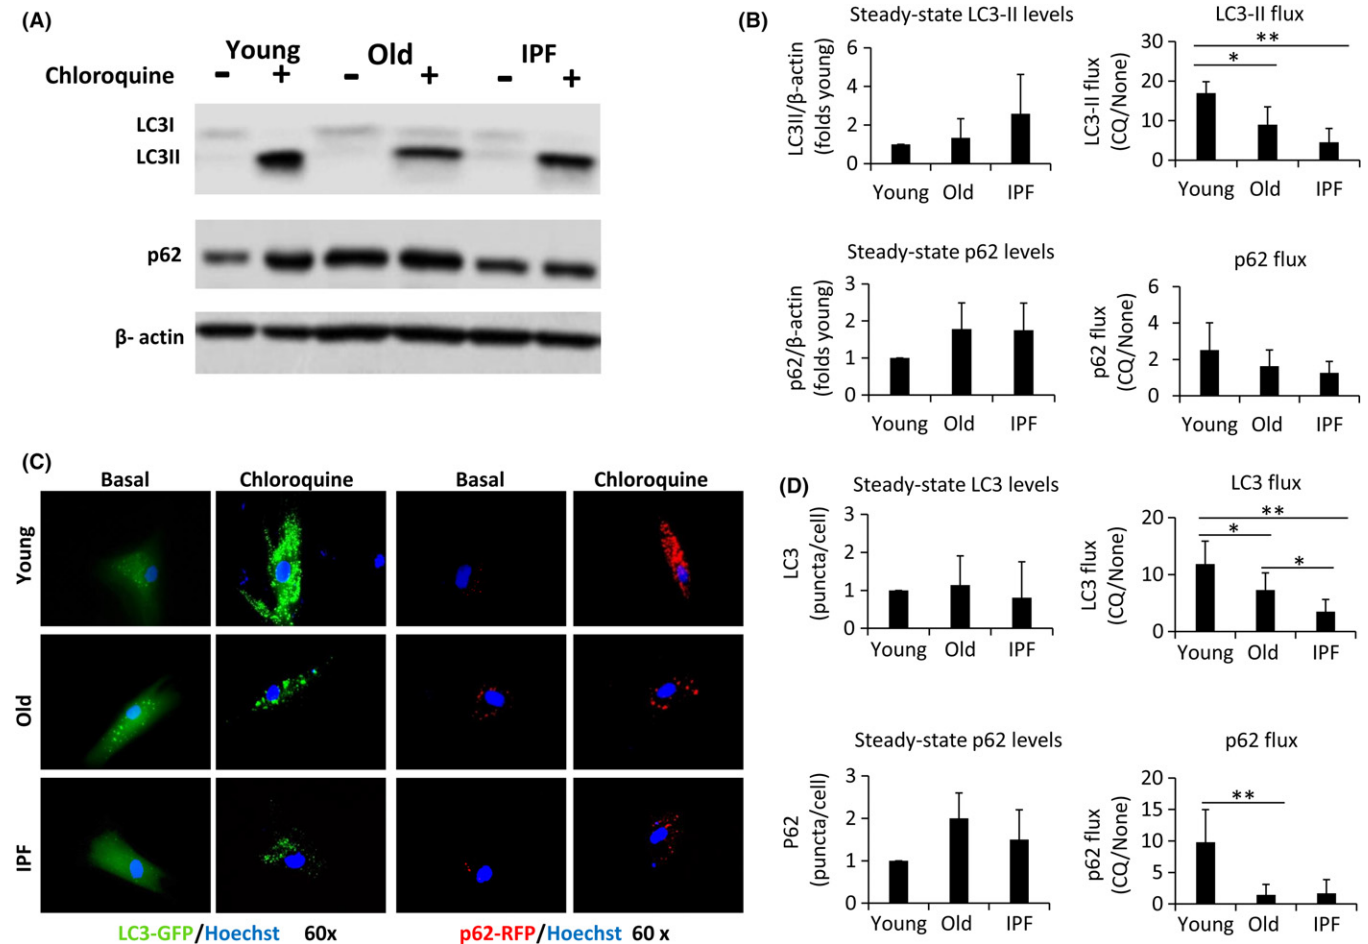 (A)
Young Old IPF
Chloroquine - + - + - +
LC3I
LC3II
p62
β- actin
(B)
Steady-state LC3-II levels
LC3II/β-actin
(folds young)
6
4
2
0
Young Old IPF
LC3-II flux
LC3-II flux
(CQ/None)
30
20
10
0
**
*
Young Old IPF
Steady-state p62 levels
p62/β-actin
(folds young)
3
2
1
0
Young Old IPF
p62 flux
p62 flux
(CQ/None)
6
4
2
0
Young Old IPF
(C)
Basal Chloroquine Basal Chloroquine
Young
Old
IPF
LC3-GFP/Hoechst 60x p62-RFP/Hoechst 60 x
(D)
Steady-state LC3 levels
LC3
(puncta/cell)
3
2
1
0
Young Old IPF
LC3 flux
LC3 flux
(CQ/None)
20
10
0
**
*
*
Young Old IPF
Steady-state p62 levels
P62
(puncta/cell)
3
2
1
0
Young Old IPF
p62 flux
p62 flux
(CQ/None)
20
15
10
5
0
**
Young Old IPF